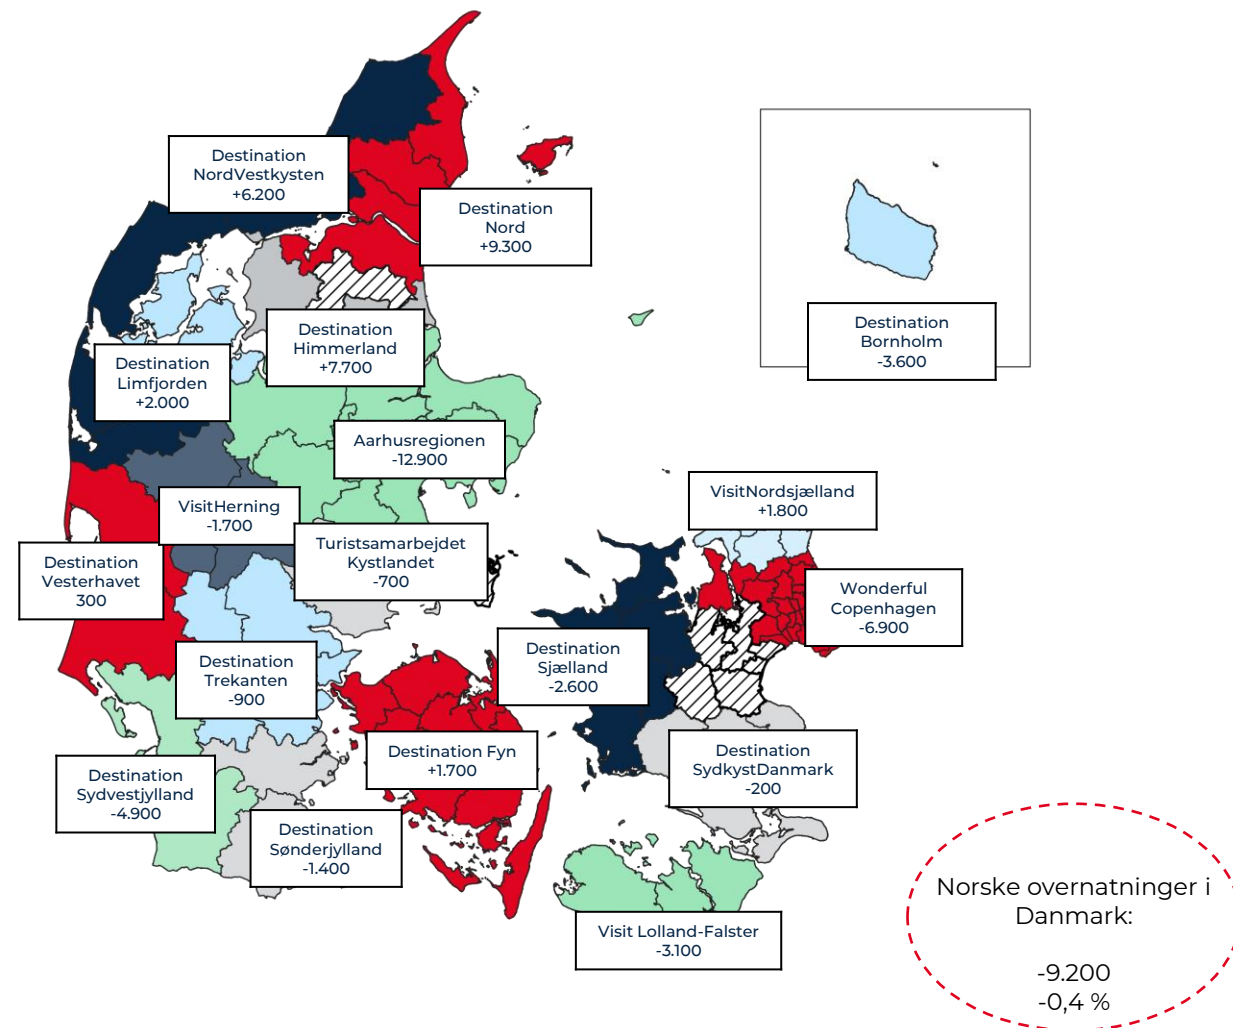 Destination
NordVestkysten
+6.200
Destination
Nord
+9.300
Destination
Himmerland
+7.700
Destination
Limfjorden
+2.000
Destination
Bornholm
-3.600
Aarhusregionen
-12.900
VisitHerning
-1.700
VisitNordsjælland
+1.800
Turistsamarbejdet
Kystlandet
-700
Destination
Vesterhavet
300
Wonderful
Copenhagen
-6.900
Destination
Sjælland
-2.600
Destination
Trekanten
-900
Destination Fyn
+1.700
Destination
SydkystDanmark
-200
Destination
Sydvestjylland
-4.900
Destination
Sønderjylland
-1.400
Visit Lolland-Falster
-3.100
Norske overnatninger i
Danmark:
-9.200
-0,4 %